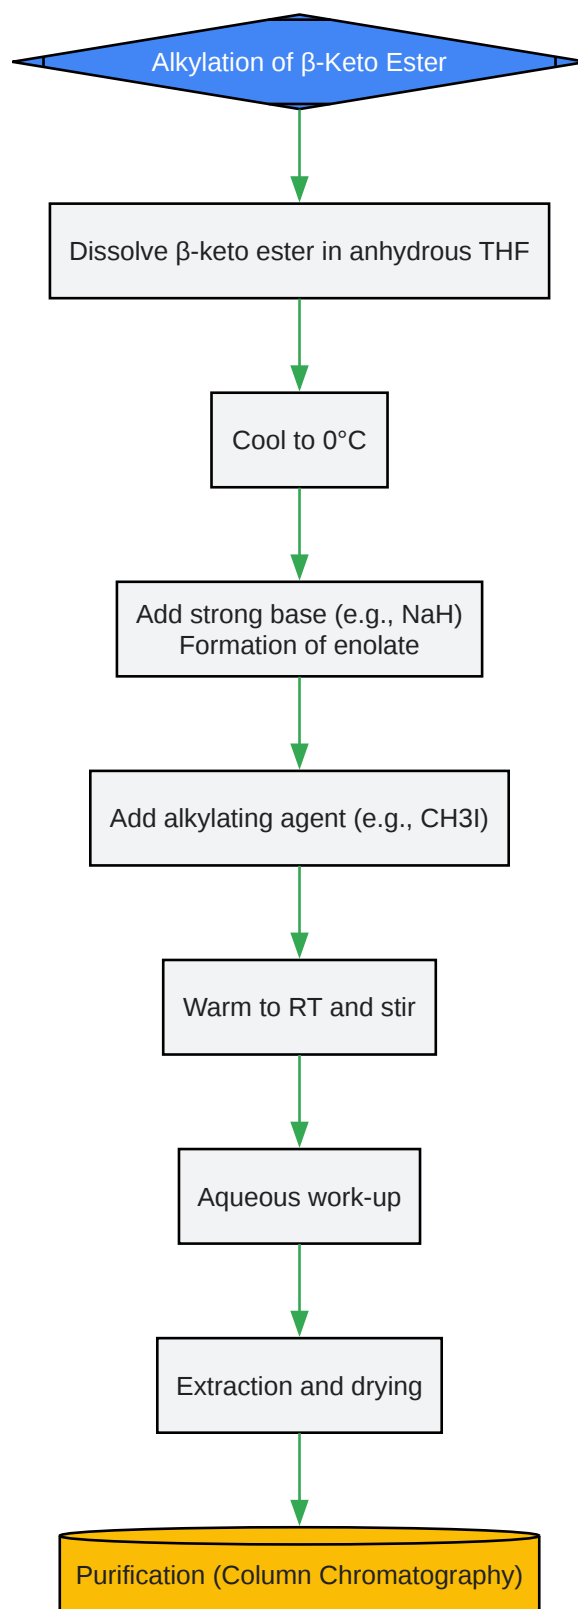 Alkylation of β-Keto Ester
Dissolve β-keto ester in anhydrous THF
Cool to 0°C
Add strong base (e.g., NaH)
Formation of enolate
Add alkylating agent (e.g., CH3I)
Warm to RT and stir
Aqueous work-up
Extraction and drying
Purification (Column Chromatography)